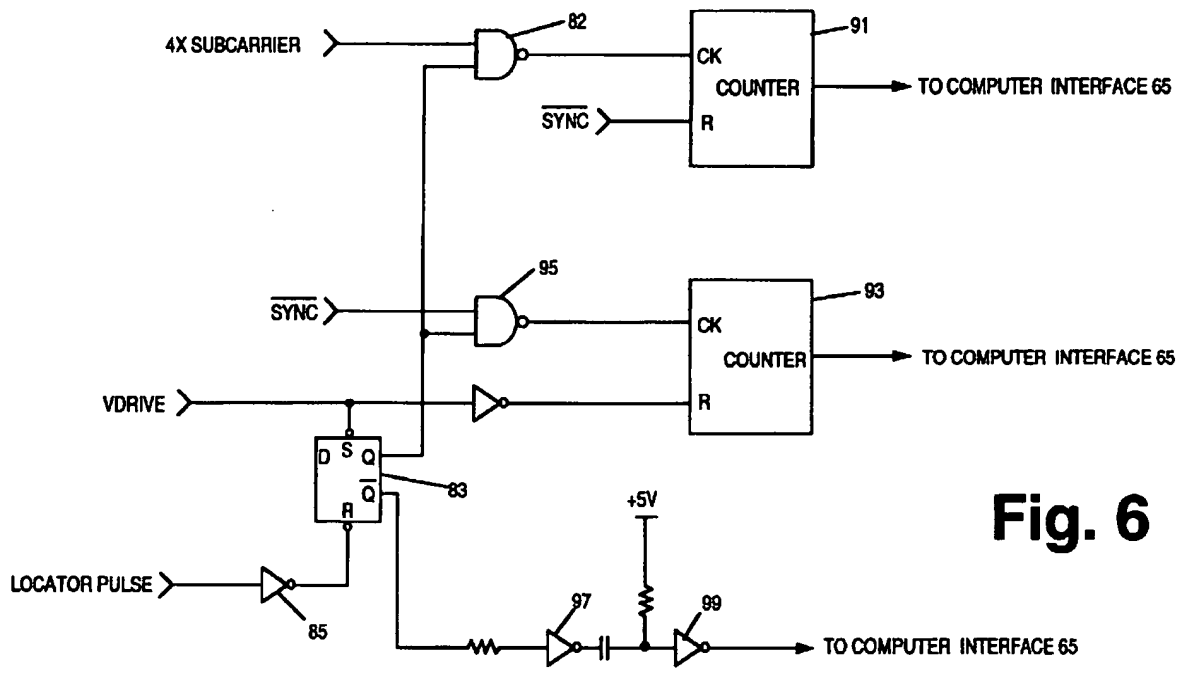 82
4X SUBCARRIER
CK
COUNTER
91
TO COMPUTER INTERFACE 65
SYNC
R
95
SYNC
CK
COUNTER
93
TO COMPUTER INTERFACE 65
VDRIVE
R
D S Q
Q
R
83
+5V
Fig. 6
LOCATOR PULSE
85
97
99
TO COMPUTER INTERFACE 65